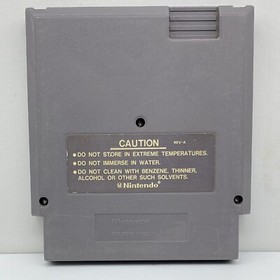 CAUTION REV-A
• DO NOT STORE IN EXTREME TEMPERATURES.
• DO NOT IMMERSE IN WATER.
• DO NOT CLEAN WITH BENZENE, THINNER,
ALCOHOL OR OTHER SUCH SOLVENTS.
Nintendo®